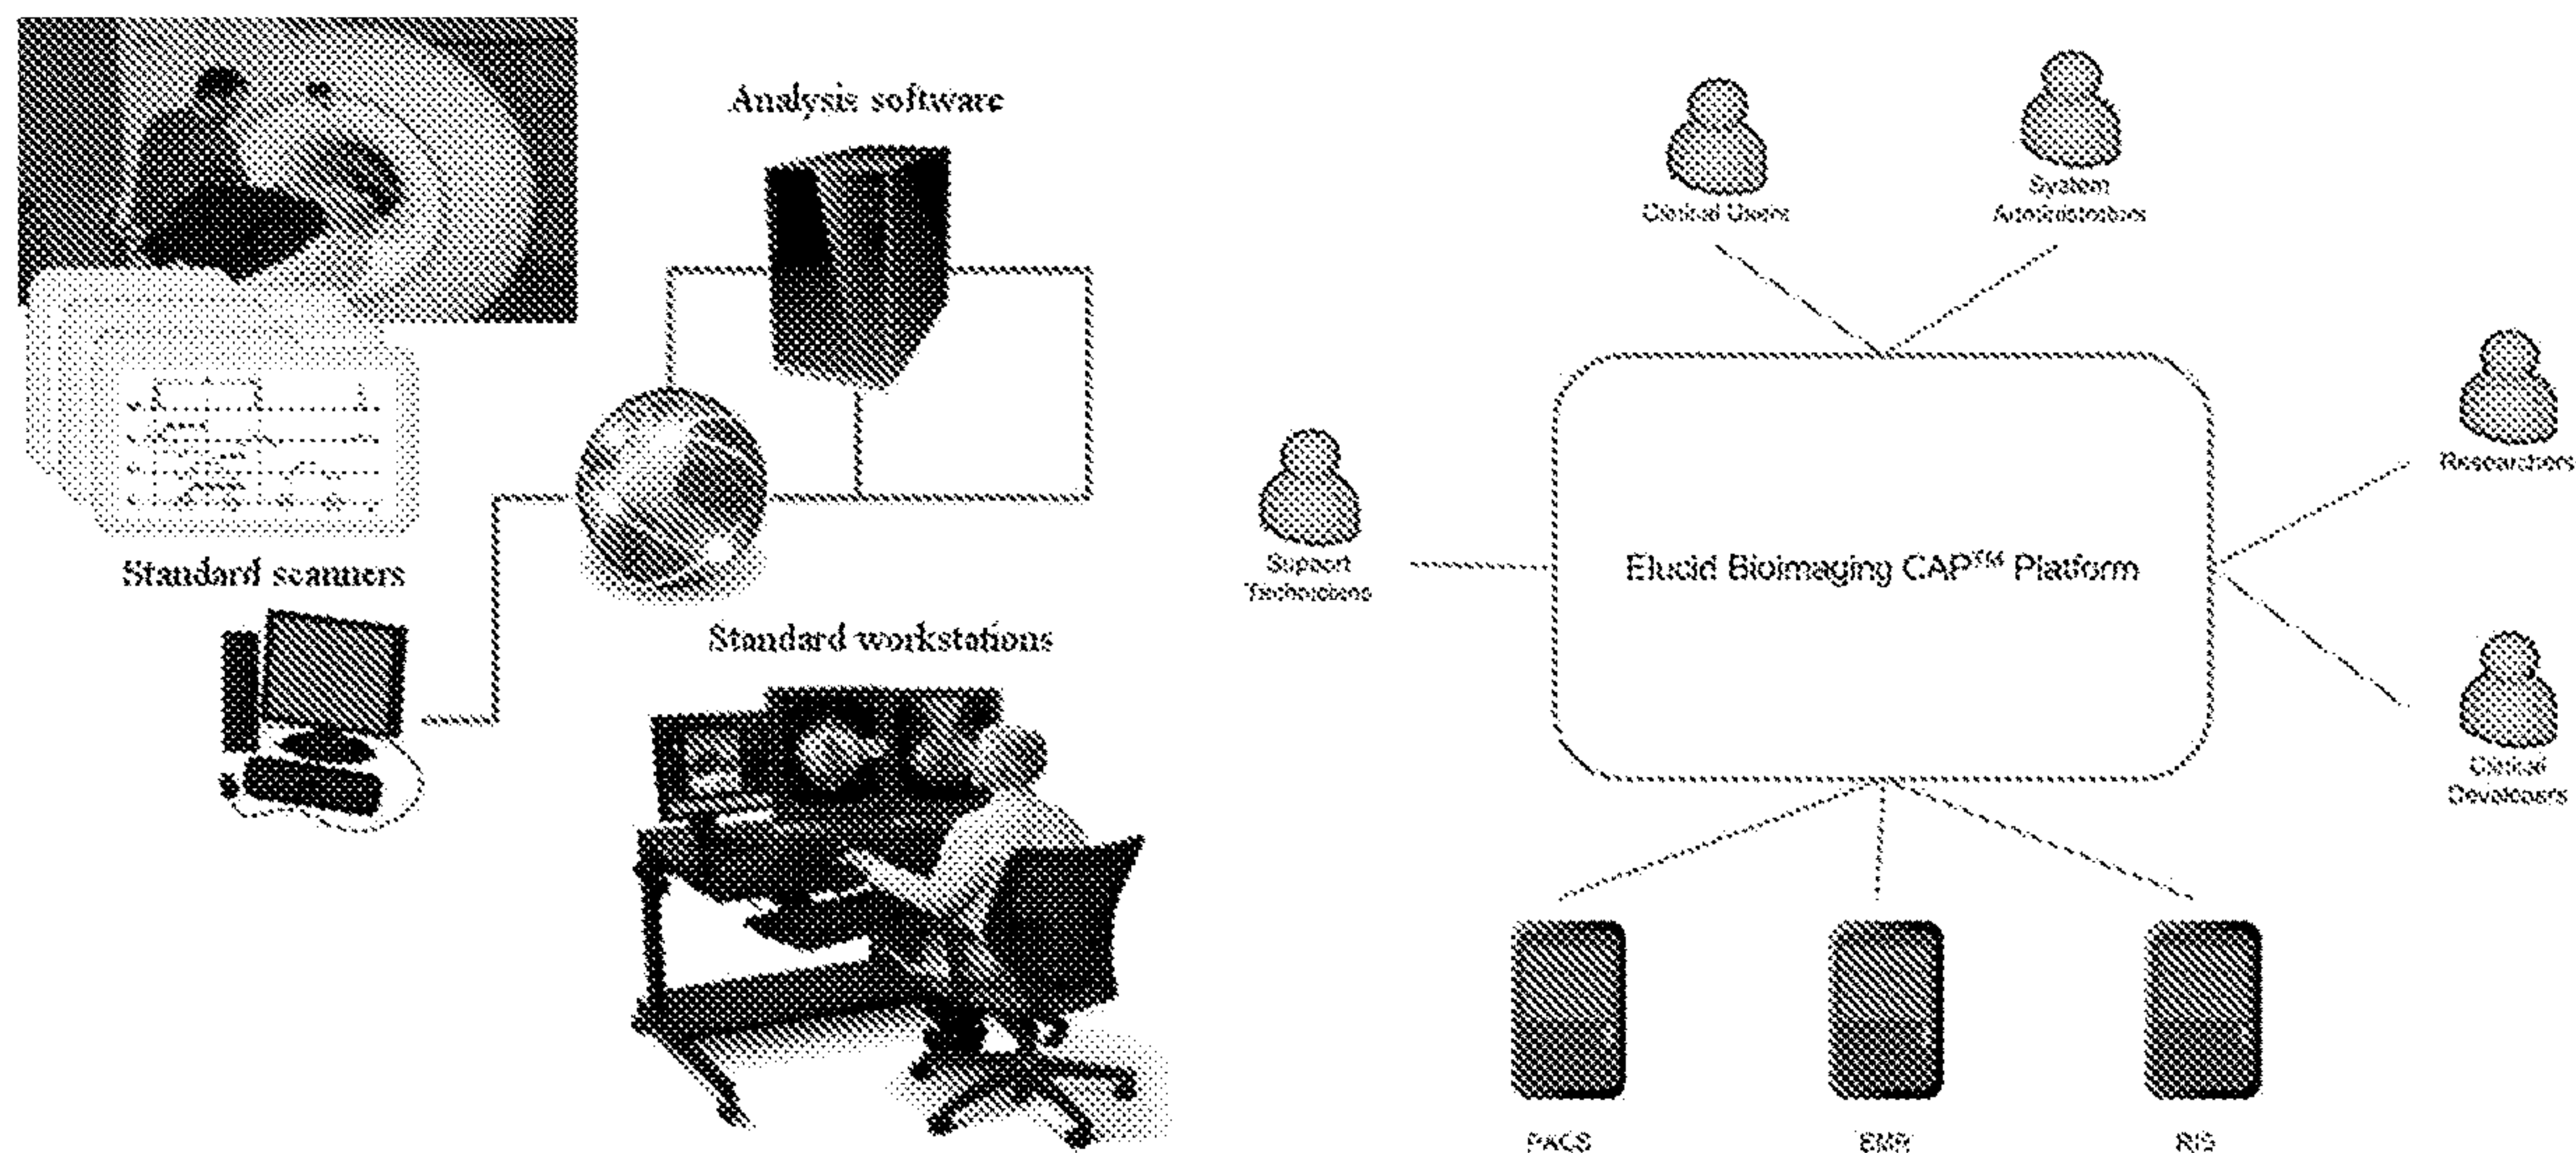 Analysis software
Standard scanners
Standard workstations
Clinical Users
System
Administrators
Support
Technicians
Elucid Bioimaging CAP™ Platform
Researchers
Clinical
Developers
PACS
EMR
RIS